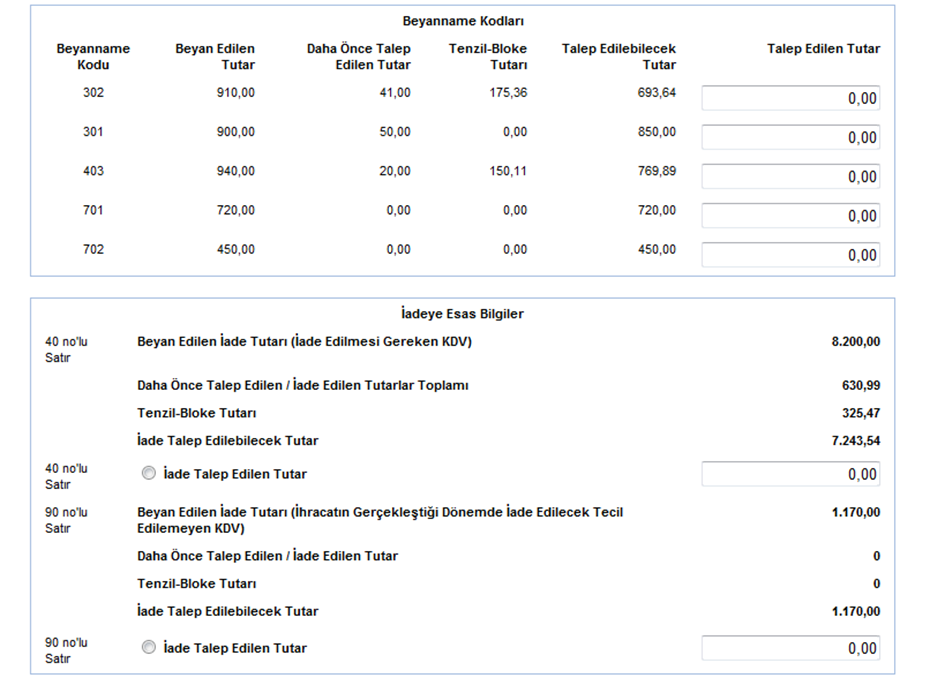 Beyanname Kodları
Beyanname Kodu Beyan Edilen Tutar Daha Önce Talep Edilen Tutar Tenzil-Bloke Tutarı Talep Edilebilecek Tutar Talep Edilen Tutar
302 910,00 41,00 175,36 693,64 0,00
301 900,00 50,00 0,00 850,00 0,00
403 940,00 20,00 150,11 769,89 0,00
701 720,00 0,00 0,00 720,00 0,00
702 450,00 0,00 0,00 450,00 0,00
İadeye Esas Bilgiler
40 no'lu Satır Beyan Edilen İade Tutarı (İade Edilmesi Gereken KDV) 8.200,00
Daha Önce Talep Edilen / İade Edilen Tutarlar Toplamı 630,99
Tenzil-Bloke Tutarı 325,47
İade Talep Edilebilecek Tutar 7.243,54
40 no'lu Satır İade Talep Edilen Tutar 0,00
90 no'lu Satır Beyan Edilen İade Tutarı (İhracatın Gerçekleştiği Dönemde İade Edilecek Tecil Edilemeyen KDV) 1.170,00
Daha Önce Talep Edilen / İade Edilen Tutar 0
Tenzil-Bloke Tutarı 0
İade Talep Edilebilecek Tutar 1.170,00
90 no'lu Satır İade Talep Edilen Tutar 0,00